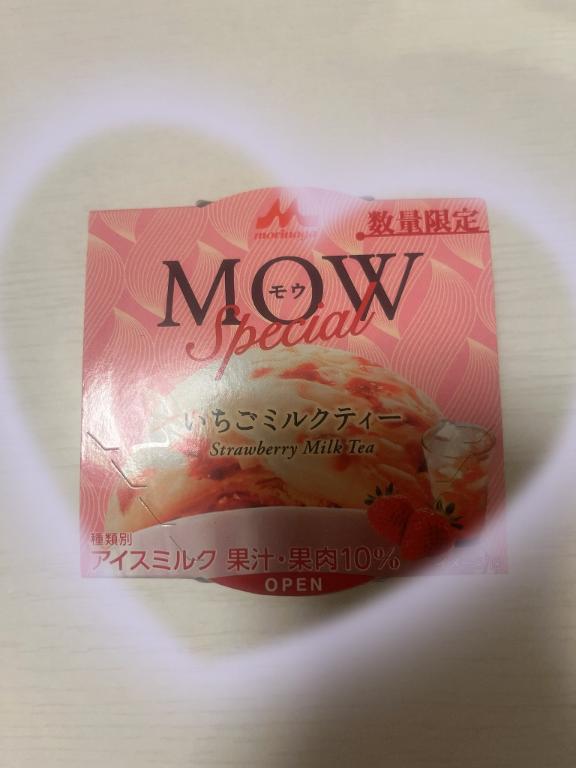 morinaga
数量限定
MOW
モウ
Special
いちごミルクティー
Strawberry Milk Tea
種類別
アイスミルク 果汁・果肉10%
OPEN